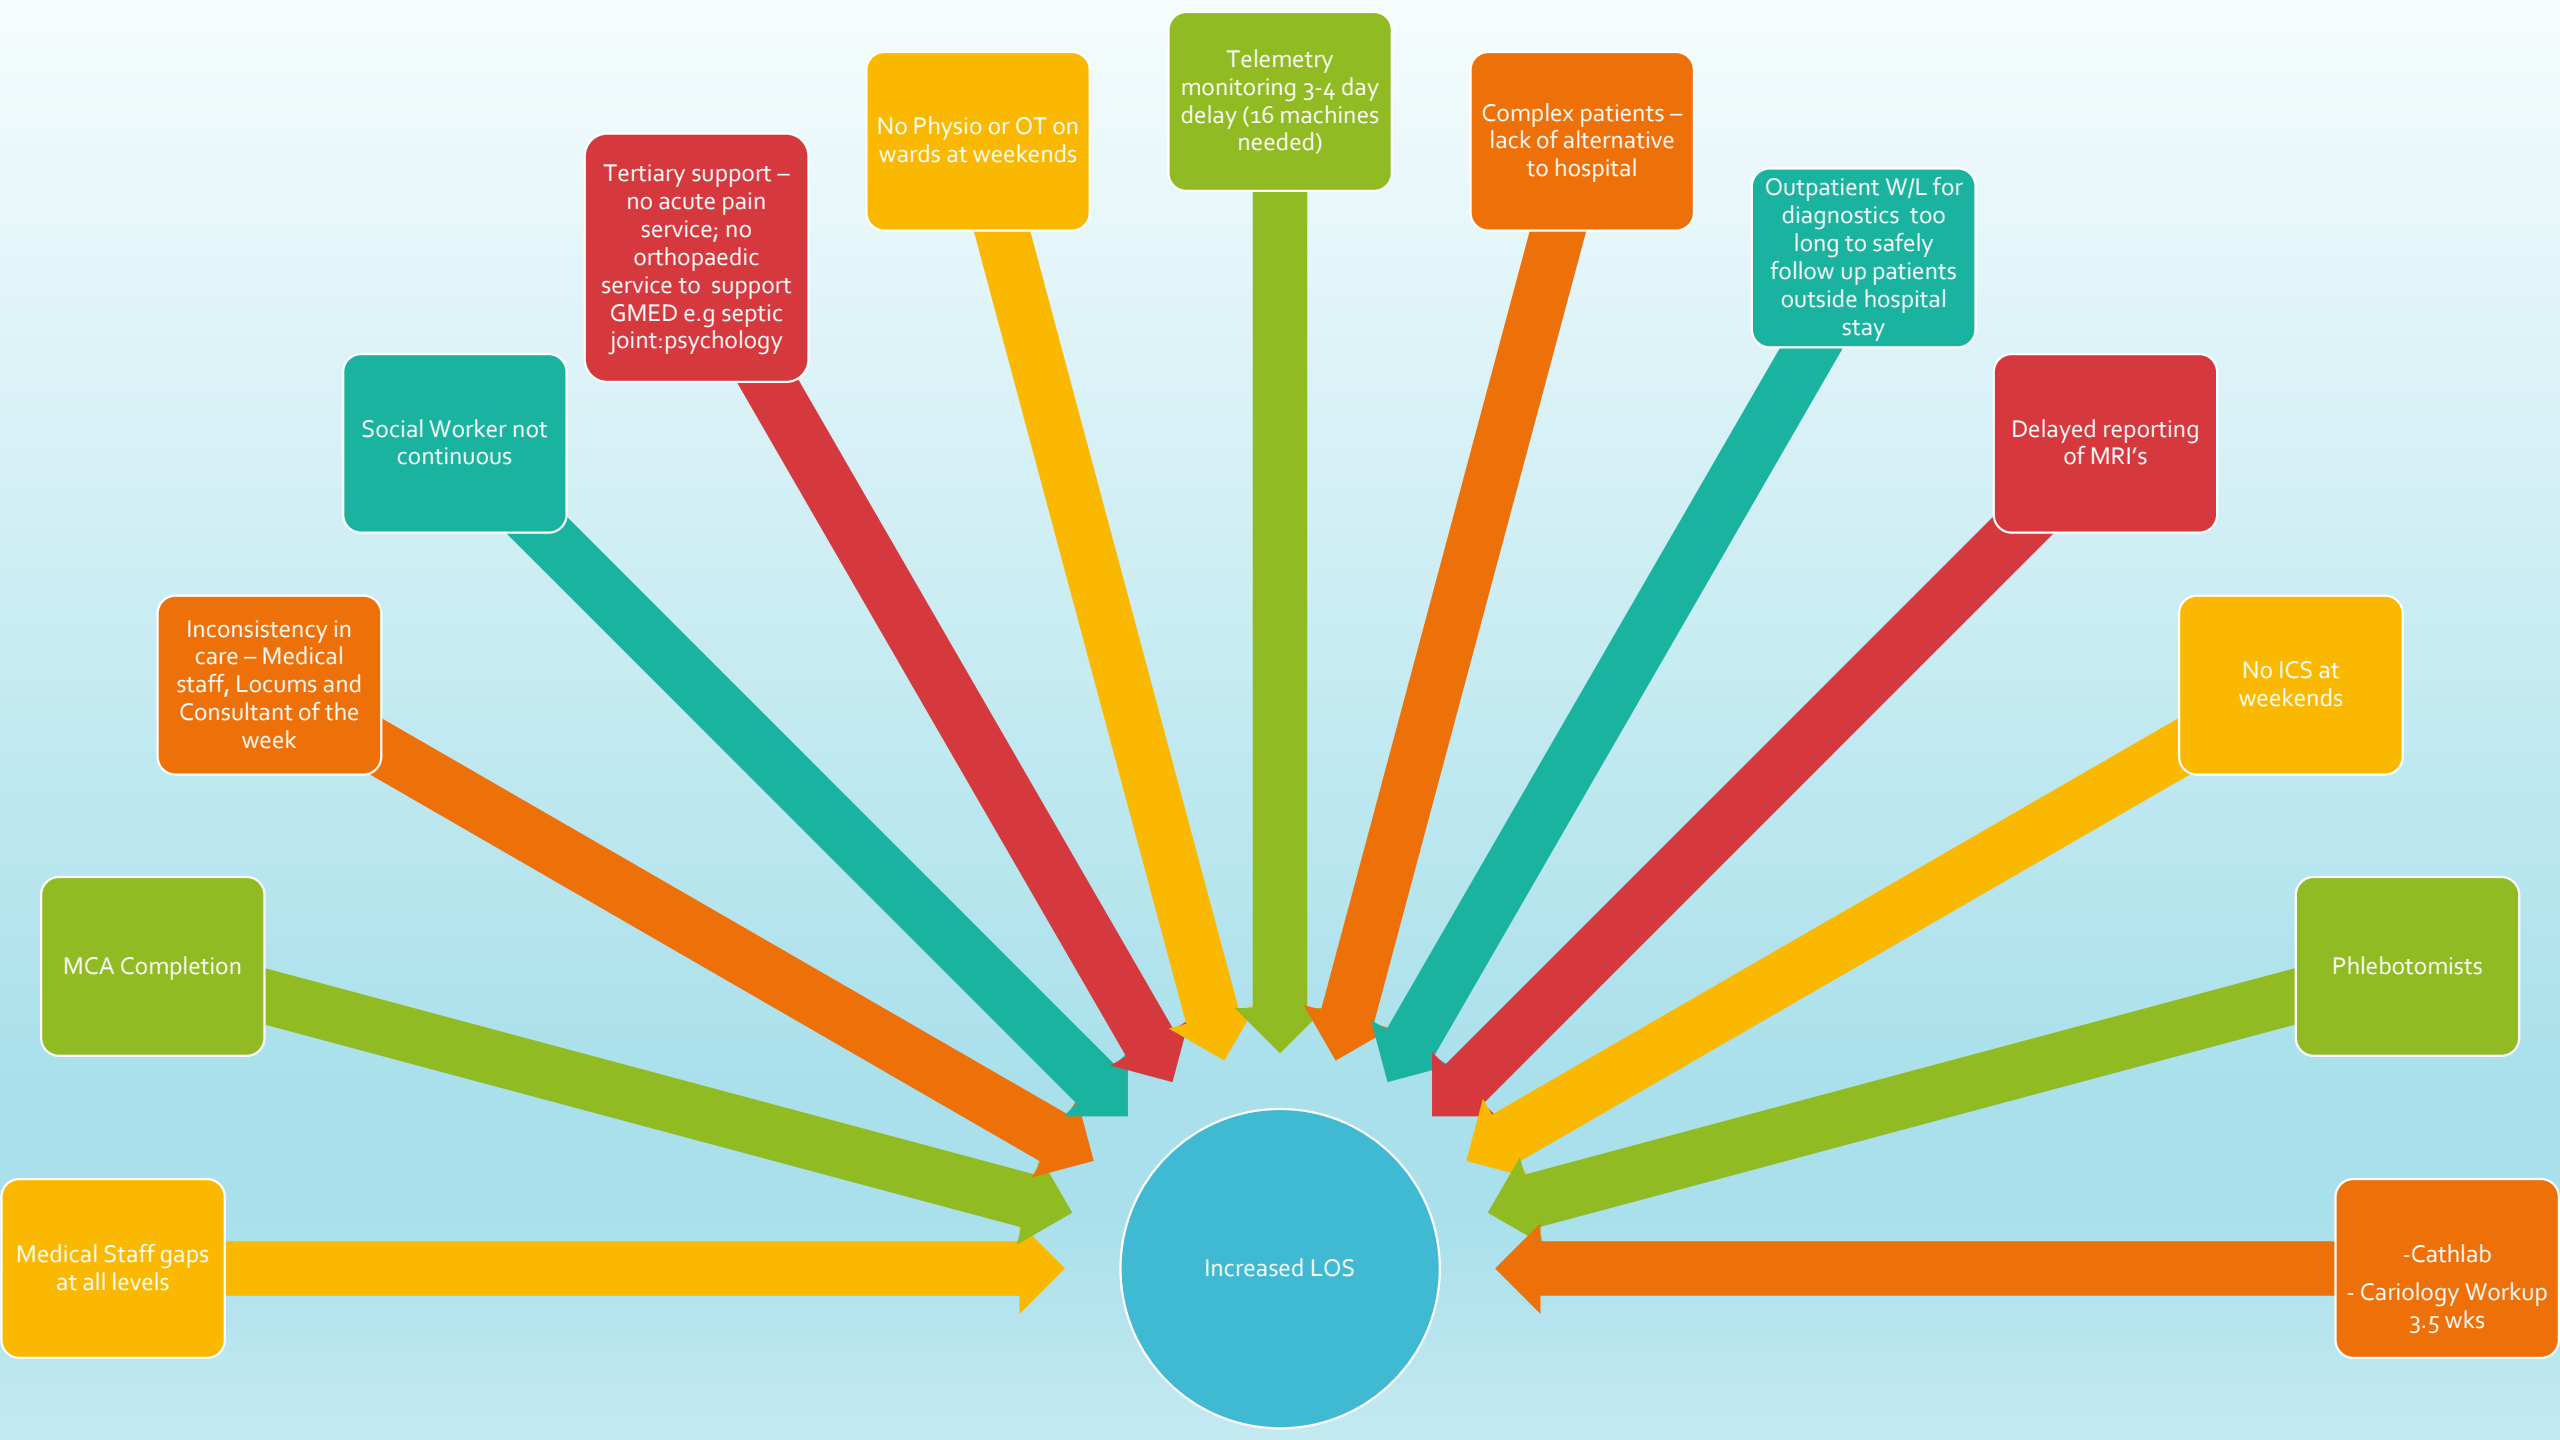 Medical Staff gaps
at all levels
MCA Completion
Inconsistency in
care – Medical
staff, Locums and
Consultant of the
week
Social Worker not
continuous
Tertiary support –
no acute pain
service; no
orthopaedic
service to  support
GMED e.g septic
joint:psychology
No Physio or OT on
wards at weekends
Telemetry
monitoring 3-4 day
delay (16 machines
needed)
Complex patients –
lack of alternative
to hospital
Outpatient W/L for
diagnostics  too
long to safely
follow up patients
outside hospital
stay
Delayed reporting
of MRI’s
No ICS at
weekends
Phlebotomists
-Cathlab
- Cariology Workup
3.5 wks
Increased LOS